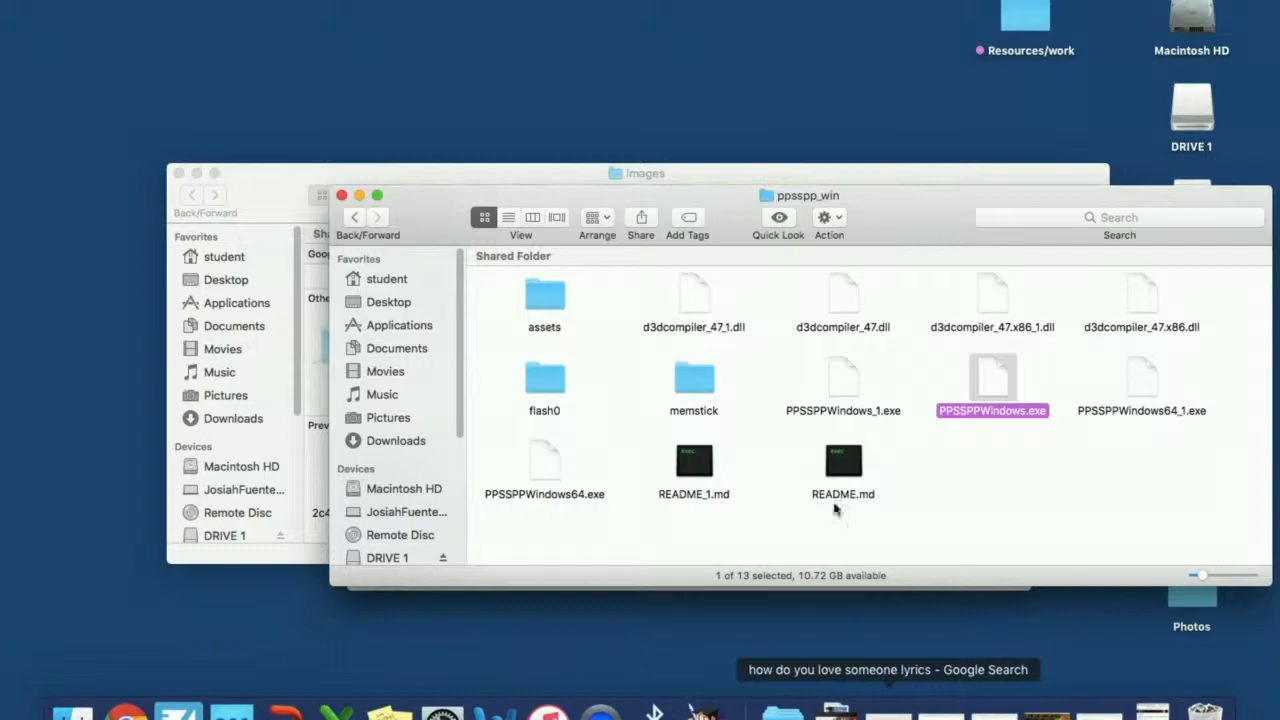 Resources/work
Macintosh HD
DRIVE 1
Images
Back/Forward
Favorites
student
Desktop
Applications
Documents
Movies
Music
Pictures
Downloads
Devices
Macintosh HD
JosiahFuente...
Remote Disc
DRIVE 1
ppsspp_win
Back/Forward
View
Arrange
Share
Add Tags
Quick Look
Action
Search
Search
Favorites
student
Desktop
Applications
Documents
Movies
Music
Pictures
Downloads
Devices
Macintosh HD
JosiahFuente...
Remote Disc
DRIVE 1
Shared Folder
assets
d3dcompiler_47_1.dll
d3dcompiler_47.dll
d3dcompiler_47.x86_1.dll
d3dcompiler_47.x86.dll
flash0
memstick
PPSSPPWindows_1.exe
PPSSPPWindows.exe
PPSSPPWindows64_1.exe
PPSSPPWindows64.exe
README_1.md
README.md
1 of 13 selected, 10.72 GB available
Photos
how do you love someone lyrics - Google Search